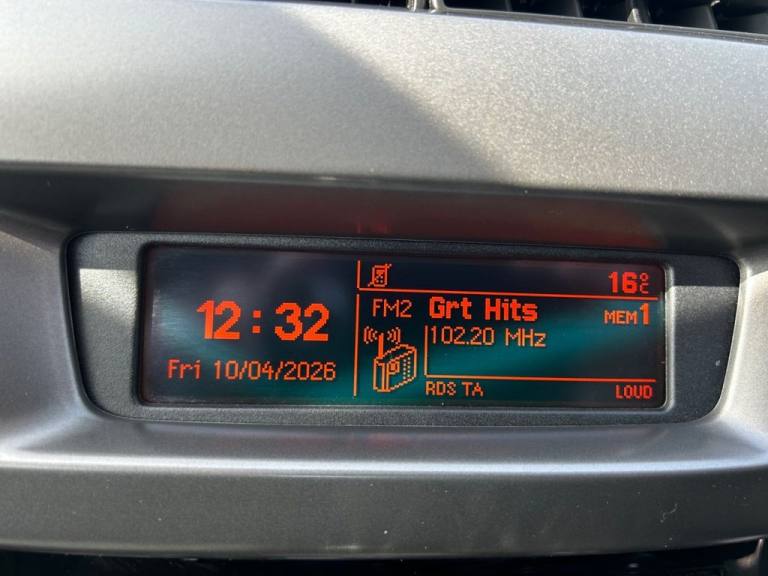 16°C
12:32
FM2 Grt Hits MEM1
102.20 MHz
Fri 10/04/2026
RDS TA LOUD